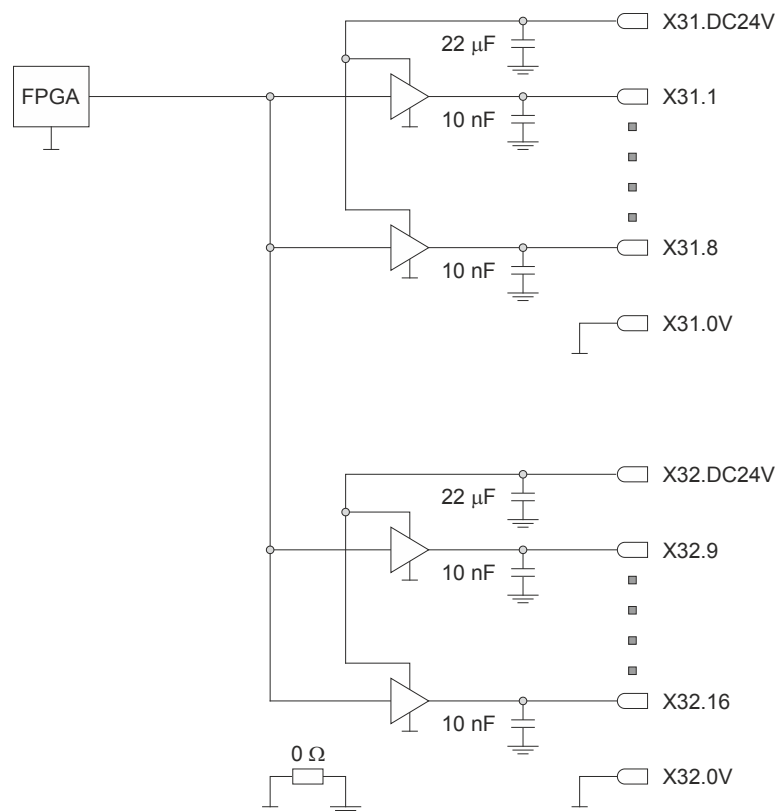 X31.DC24V
22 μF
FPGA
X31.1
10 nF
X31.8
10 nF
X31.0V
X32.DC24V
22 μF
X32.9
10 nF
X32.16
10 nF
0 Ω
X32.0V